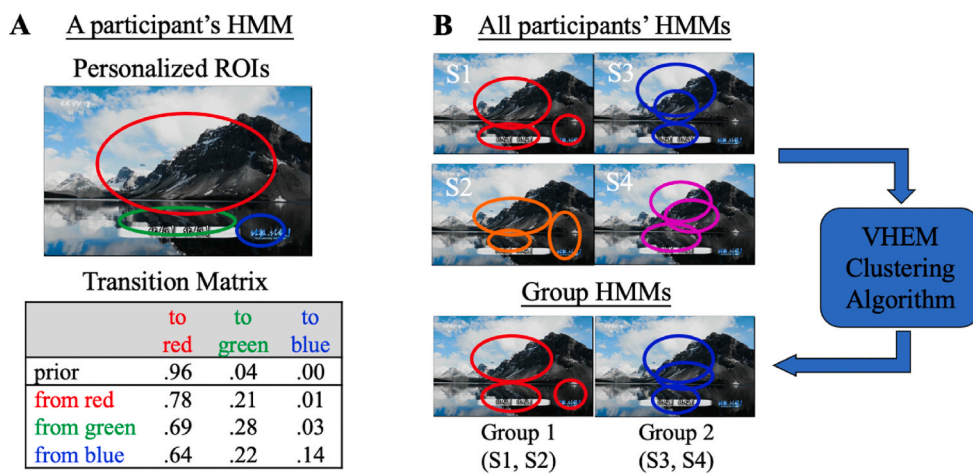 A A participant's HMM
Personalized ROIs
Transition Matrix
to red to green to blue
prior .96 .04 .00
from red .78 .21 .01
from green .69 .28 .03
from blue .64 .22 .14
B All participants' HMMs
S1 S3
S2 S4
VHEM
Clustering
Algorithm
Group HMMs
Group 1 Group 2
(S1, S2) (S3, S4)